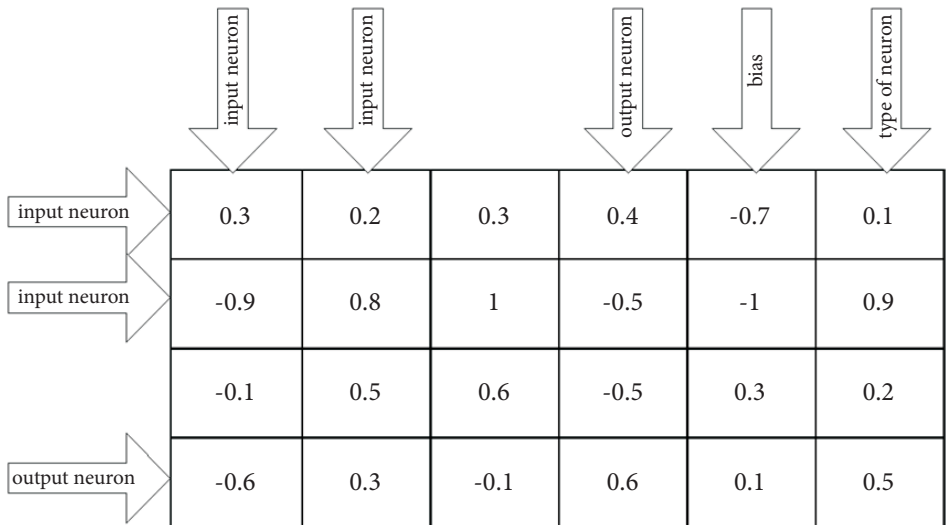 input neuron
input neuron
output neuron
bias
type of neuron
input neuron 0.3 0.2 0.3 0.4 -0.7 0.1
input neuron -0.9 0.8 1 -0.5 -1 0.9
-0.1 0.5 0.6 -0.5 0.3 0.2
output neuron -0.6 0.3 -0.1 0.6 0.1 0.5